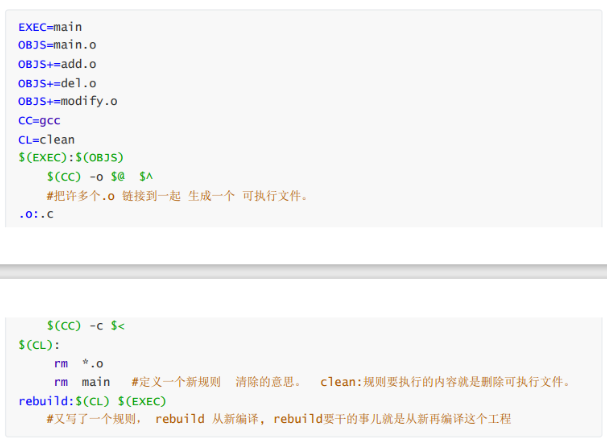 EXEC=main
OBJS=main.o
OBJS+=add.o
OBJS+=del.o
OBJS+=modify.o
CC=gcc
CL=clean
$(EXEC):$(OBJS)
    $(CC) -o $@  $^
    #把许多个.o 链接到一起 生成一个 可执行文件。
.o:.c
    $(CC) -c $<
$(CL):
     rm  *.o
     rm  main   #定义一个新规则  清除的意思。  clean:规则要执行的内容就是删除可执行文件。
rebuild:$(CL) $(EXEC)
    #又写了一个规则， rebuild 从新编译, rebuild要干的事儿就是从新再编译这个工程